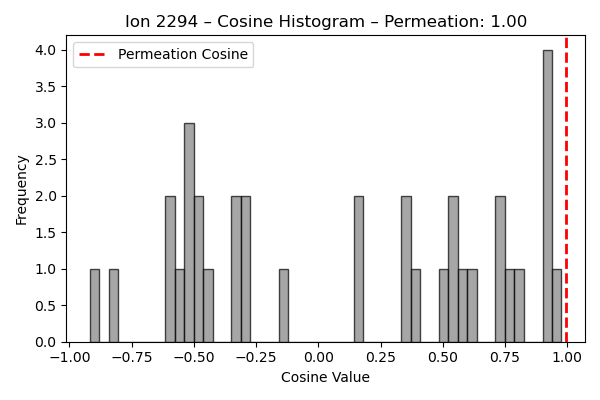 Ion 2294 – Cosine Histogram – Permeation: 1.00
Permeation Cosine
Frequency
4.0
3.5
3.0
2.5
2.0
1.5
1.0
0.5
0.0
−1.00 −0.75 −0.50 −0.25 0.00 0.25 0.50 0.75 1.00
Cosine Value